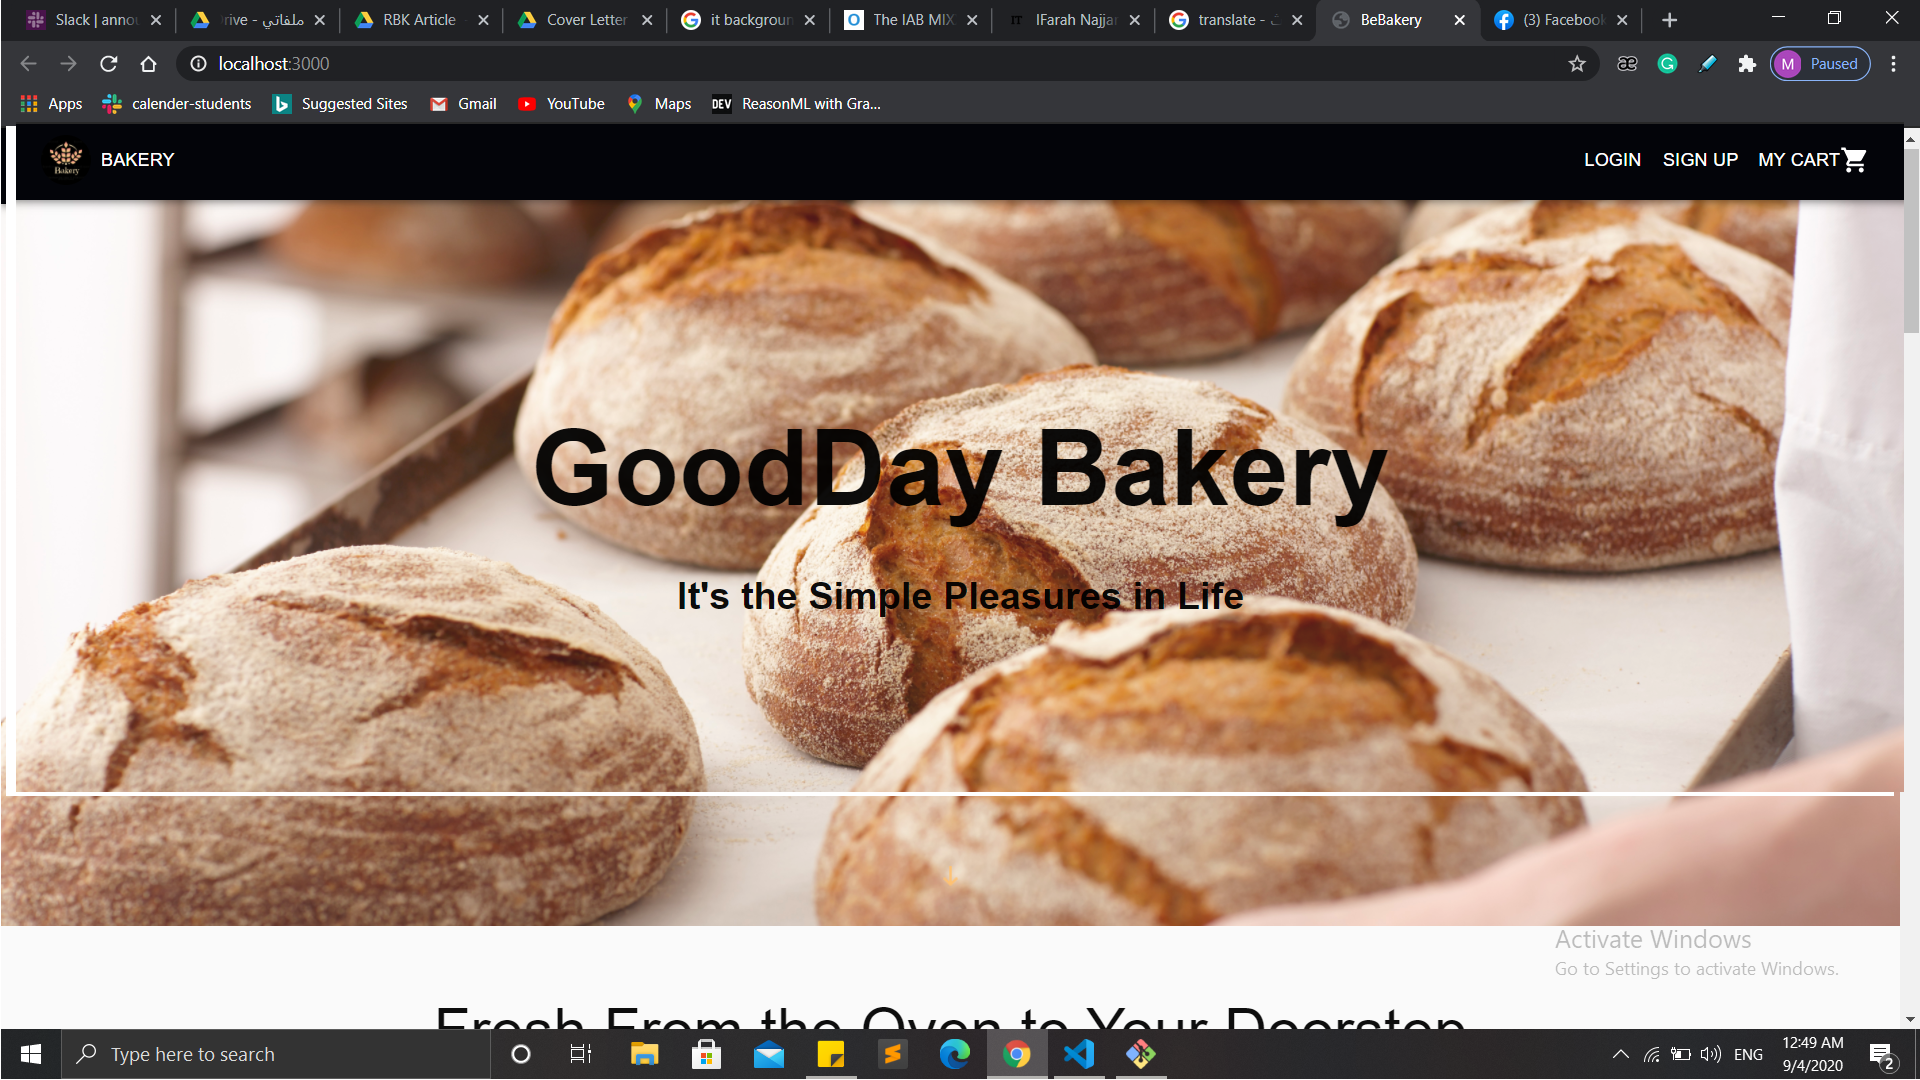 Slack | annou
ملفاتي - Drive
RBK Article
Cover Letter
it backgroun
The IAB MIX
IFarah Najjar
translate -
BeBakery
(3) Facebook
localhost:3000
M Paused
Apps
calender-students
Suggested Sites
Gmail
YouTube
Maps
DEV ReasonML with Gra...
Bakery
BAKERY
LOGIN
SIGN UP
MY CART
GoodDay Bakery
It's the Simple Pleasures in Life
Activate Windows
Go to Settings to activate Windows.
Fresh From the Oven to Your Doorstep
Type here to search
ENG
12:49 AM
9/4/2020
2